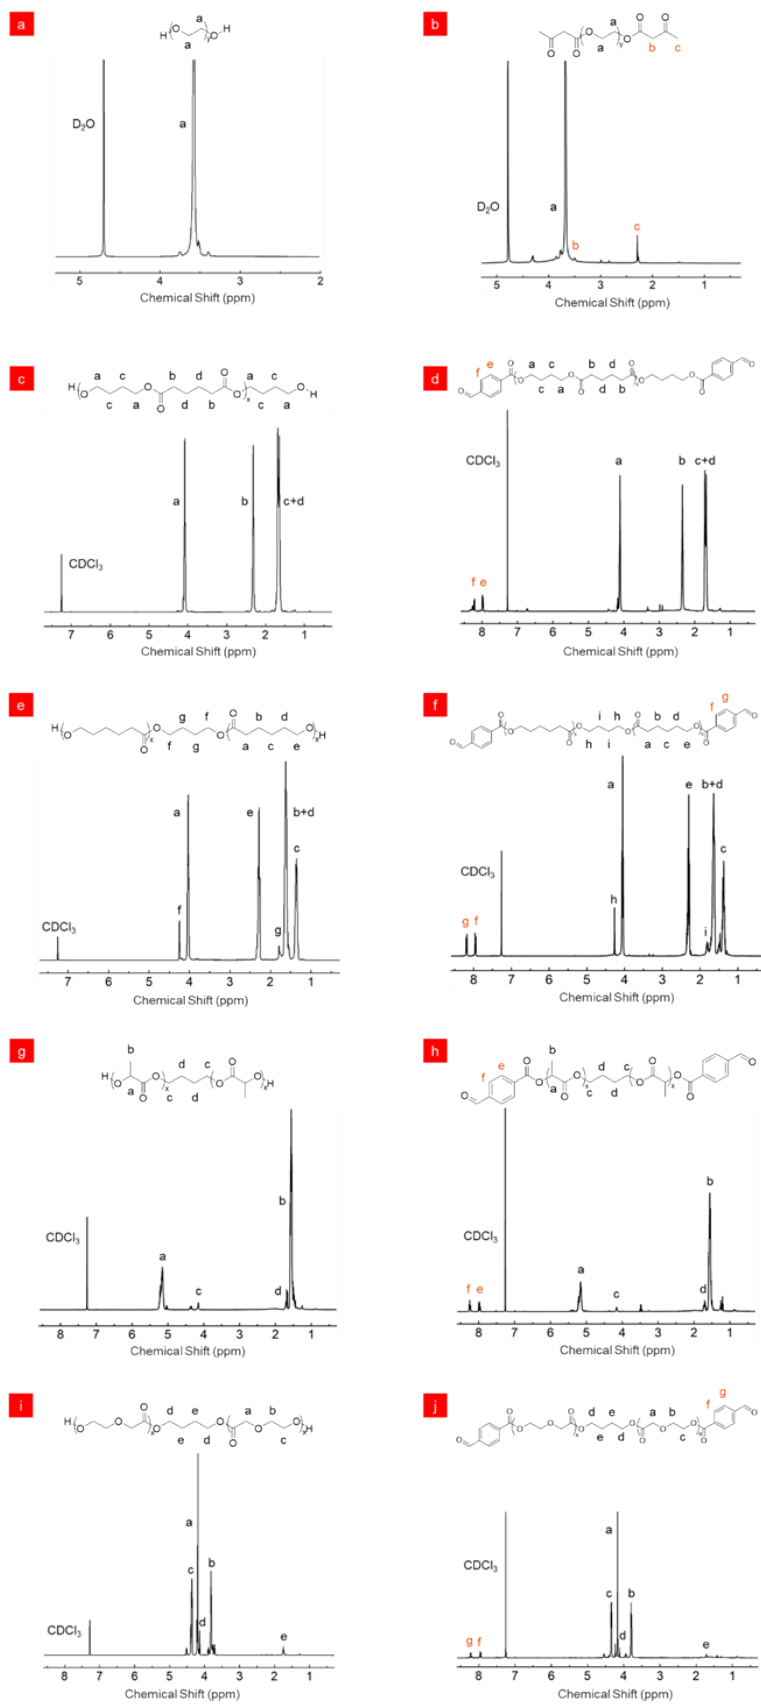 a
H O a a y O H
D2O
a
5 4 3 2
Chemical Shift (ppm)
b
O O O a a y O O O b c
D2O
a
b
c
5 4 3 2 1
Chemical Shift (ppm)
c
H O a c O b d O a c O H
c a O d b x c a
a
b
c+d
CDCl3
7 6 5 4 3 2 1
Chemical Shift (ppm)
d
f e O a c O b d O O O
O O c a O d b x O O
CDCl3
a
b
c+d
f e
8 7 6 5 4 3 2 1
Chemical Shift (ppm)
e
H O O x O g f O O b d O H
f g a c e x
a
e
b+d
c
f
g
CDCl3
7 6 5 4 3 2 1
Chemical Shift (ppm)
f
O O O O x O i h O O b d O O f g O
h i a c e x
a
e
b+d
c
CDCl3
g f
h
i
8 7 6 5 4 3 2 1
Chemical Shift (ppm)
g
b
H O a O x O d c O O O x H
c d
b
CDCl3
a
c
d
8 7 6 5 4 3 2 1
Chemical Shift (ppm)
h
e b
f O O a O O x d c O O O x O O
O c d
b
CDCl3
a
f e
c
d
8 7 6 5 4 3 2 1
Chemical Shift (ppm)
i
H O O O x O d e O O a O b O H
e d c x
a
c
b
d
CDCl3
e
8 7 6 5 4 3 2 1
Chemical Shift (ppm)
j
O O O O O x O d e O O a O b O O f g O
e d c x
a
CDCl3
c
b
d
g f
e
8 7 6 5 4 3 2 1
Chemical Shift (ppm)